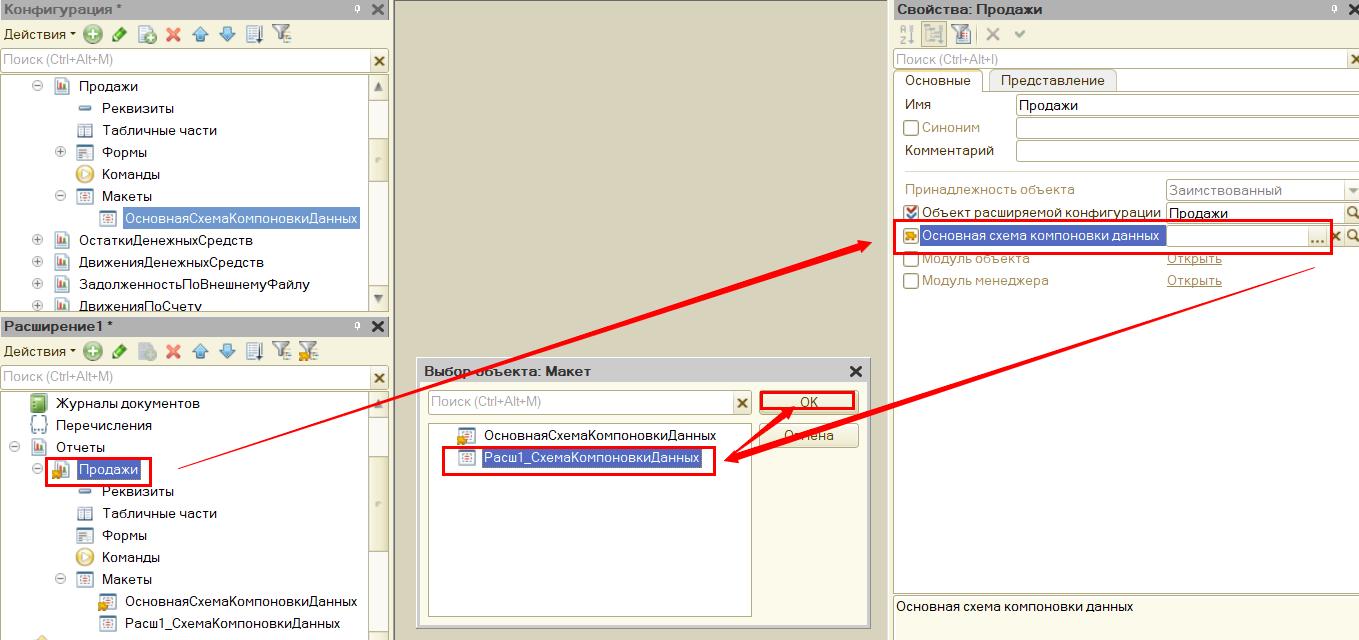 Конфигурация *
Действия
Поиск (Ctrl+Alt+M)
Продажи
Реквизиты
Табличные части
Формы
Команды
Макеты
ОсновнаяСхемаКомпоновкиДанных
ОстаткиДенежныхСредств
ДвиженияДенежныхСредств
ЗадолженностьПоВнешнемуФайлу
ДвиженияПоСчету
Расширение1 *
Действия
Поиск (Ctrl+Alt+M)
Журналы документов
Перечисления
Отчеты
Продажи
Реквизиты
Табличные части
Формы
Команды
Макеты
ОсновнаяСхемаКомпоновкиДанных
Расш1_СхемаКомпоновкиДанных
Выбор объекта: Макет
Поиск (Ctrl+Alt+M)
OK
ОсновнаяСхемаКомпоновкиДанных
Отмена
Расш1_СхемаКомпоновкиДанных
Свойства: Продажи
Поиск (Ctrl+Alt+I)
Основные
Представление
Имя
Продажи
Синоним
Комментарий
Принадлежность объекта
Заимствованный
Объект расширяемой конфигурации
Продажи
Основная схема компоновки данных
...
Модуль объекта
Открыть
Модуль менеджера
Открыть
Основная схема компоновки данных